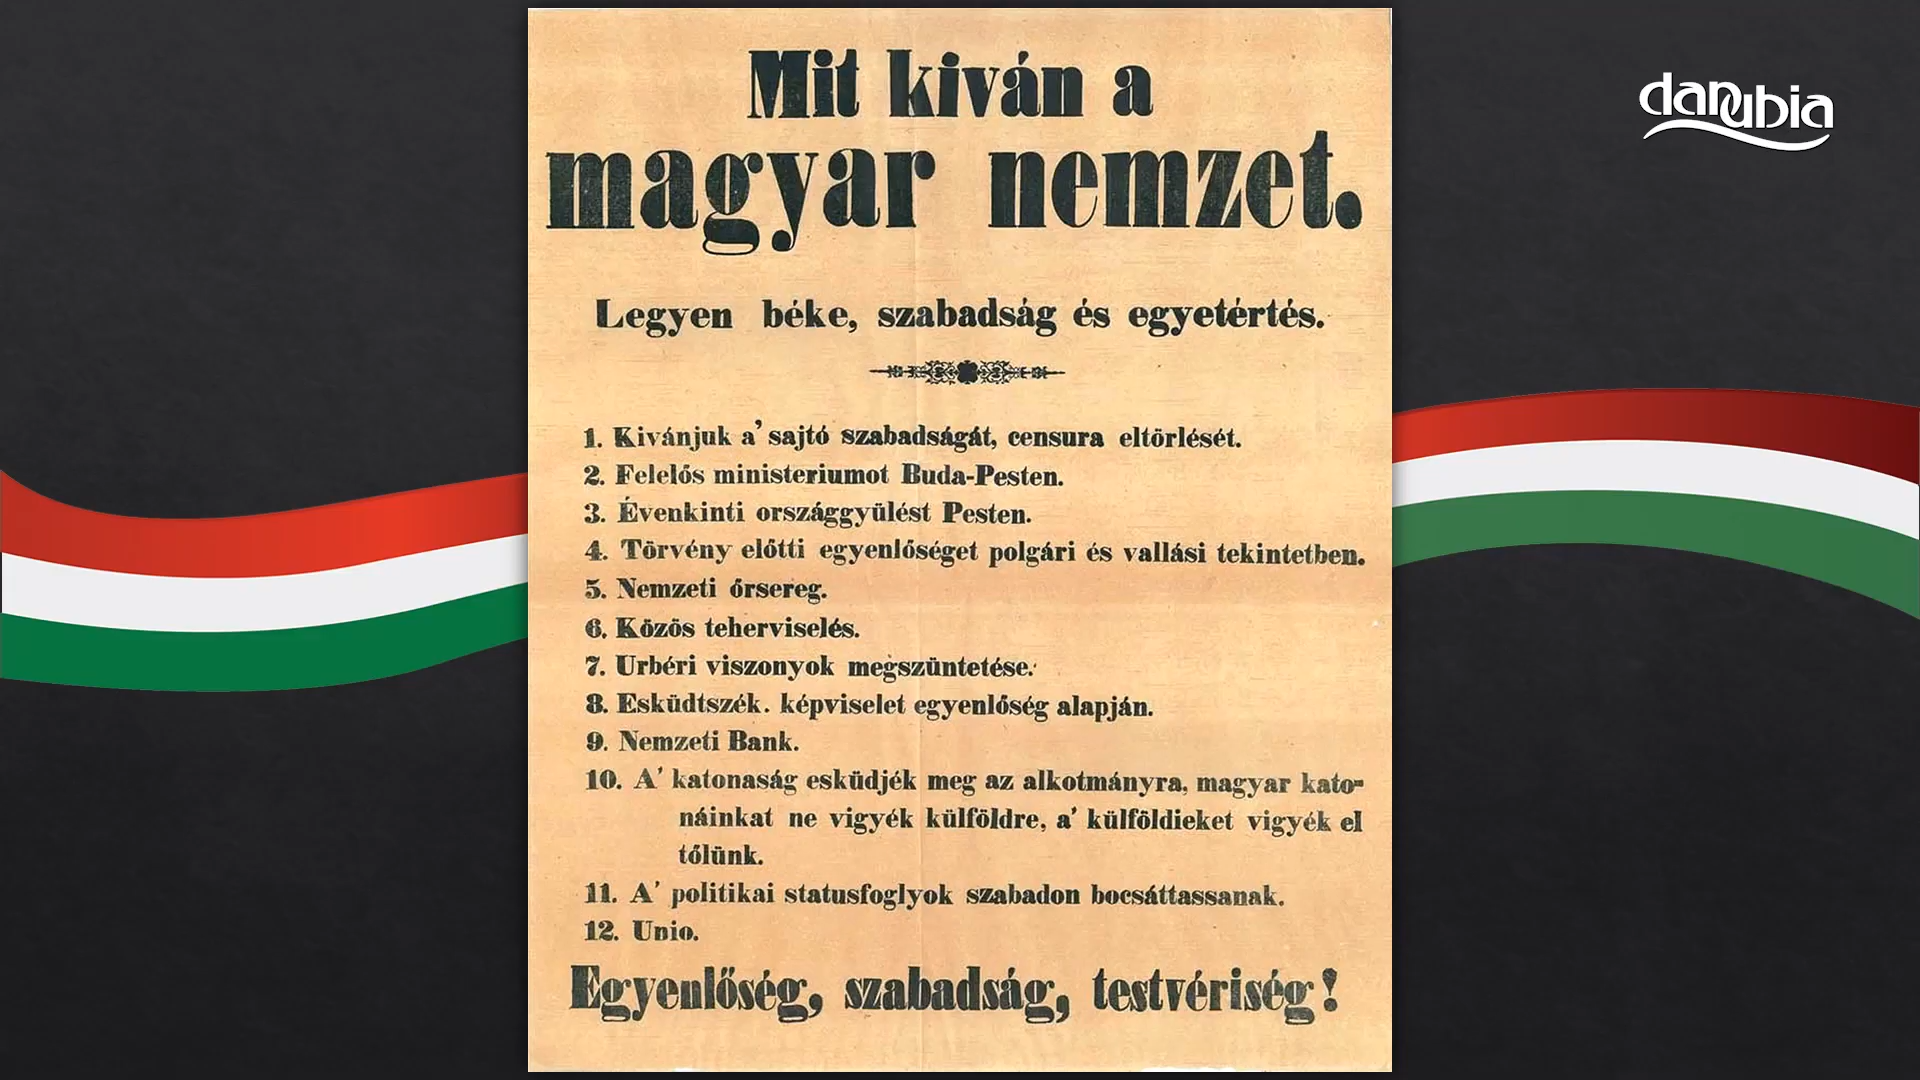 Mit kiván a
magyar nemzet.
danubia
Legyen béke, szabadság és egyetértés.
1. Kivánjuk a' sajtó szabadságát, censura eltörlését.
2. Felelős ministeriumot Buda-Pesten.
3. Évenkinti országgyülést Pesten.
4. Törvény előtti egyenlőséget polgári és vallási tekintetben.
5. Nemzeti őrsereg.
6. Közös teherviselés.
7. Urbéri viszonyok megszüntetése.
8. Esküdtszék. képviselet egyenlőség alapján.
9. Nemzeti Bank.
10. A' katonaság esküdjék meg az alkotmányra, magyar kato-
náinkat ne vigyék külföldre, a' külföldieket vigyék el
tőlünk.
11. A' politikai statusfoglyok szabadon bocsáttassanak.
12. Unio.
Egyenlőség, szabadság, testvériség!